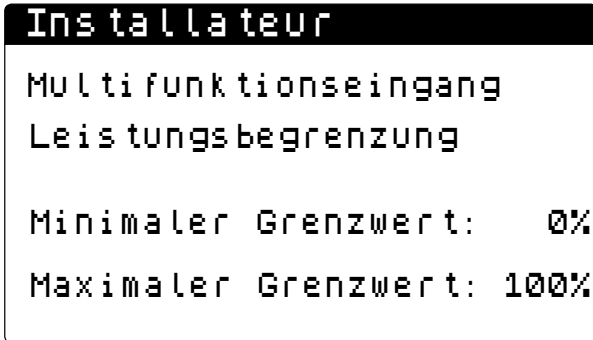 Installateur
Multifunktionseingang
Leistungsbegrenzung
Minimaler Grenzwert: 0%
Maximaler Grenzwert: 100%